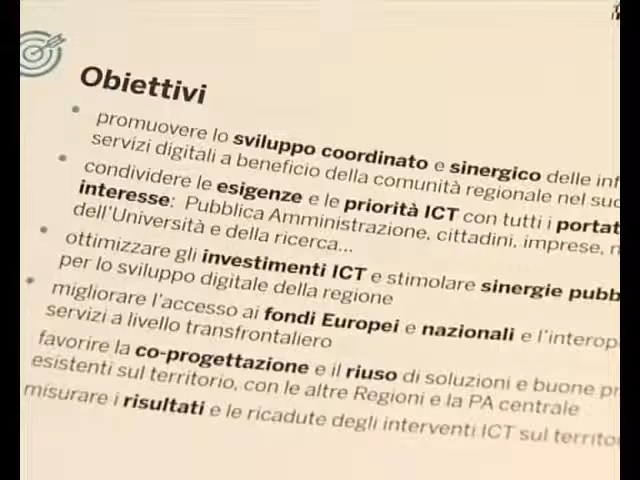 Obiettivi
promuovere lo sviluppo coordinato e sinergico delle
servizi digitali a beneficio della comunità regionale nel
condividere le esigenze e le priorità ICT con tutti i
interesse: Pubblica Amministrazione, cittadini, imprese,
dell'Università e della ricerca...
ottimizzare gli investimenti ICT e stimolare sinergie
per lo sviluppo digitale della regione
migliorare l'accesso ai fondi Europei e nazionali e
servizi a livello transfrontaliero
favorire la co-progettazione e il riuso di soluzioni e buone
esistenti sul territorio, con le altre Regioni e la PA centrale
misurare i risultati e le ricadute degli interventi ICT sul